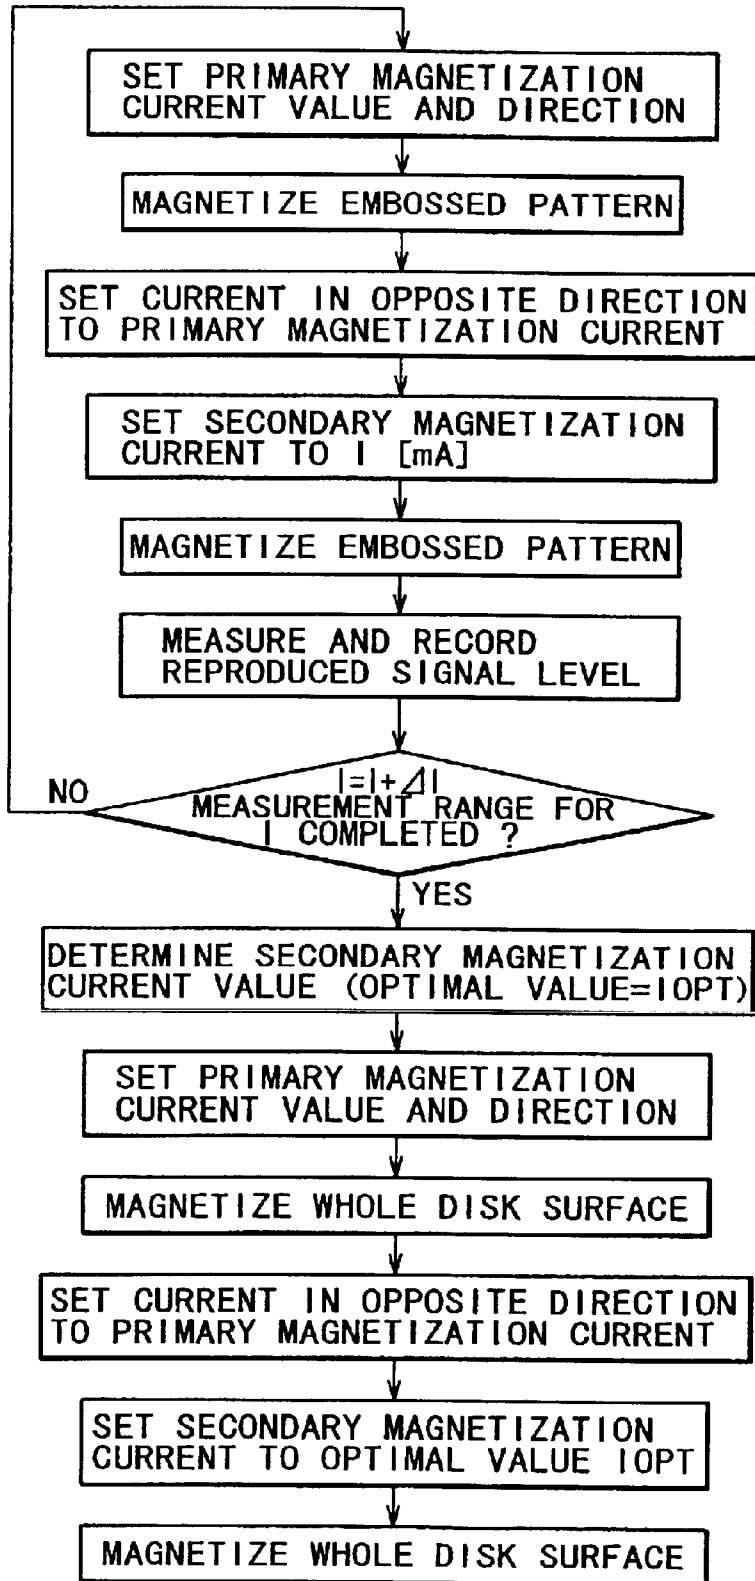 SET PRIMARY MAGNETIZATION
CURRENT VALUE AND DIRECTION
MAGNETIZE EMBOSSED PATTERN
SET CURRENT IN OPPOSITE DIRECTION
TO PRIMARY MAGNETIZATION CURRENT
SET SECONDARY MAGNETIZATION
CURRENT TO I [mA]
MAGNETIZE EMBOSSED PATTERN
MEASURE AND RECORD
REPRODUCED SIGNAL LEVEL
I=I+⊿I
NO
MEASUREMENT RANGE FOR
I COMPLETED ?
YES
DETERMINE SECONDARY MAGNETIZATION
CURRENT VALUE (OPTIMAL VALUE=IOPT)
SET PRIMARY MAGNETIZATION
CURRENT VALUE AND DIRECTION
MAGNETIZE WHOLE DISK SURFACE
SET CURRENT IN OPPOSITE DIRECTION
TO PRIMARY MAGNETIZATION CURRENT
SET SECONDARY MAGNETIZATION
CURRENT TO OPTIMAL VALUE IOPT
MAGNETIZE WHOLE DISK SURFACE